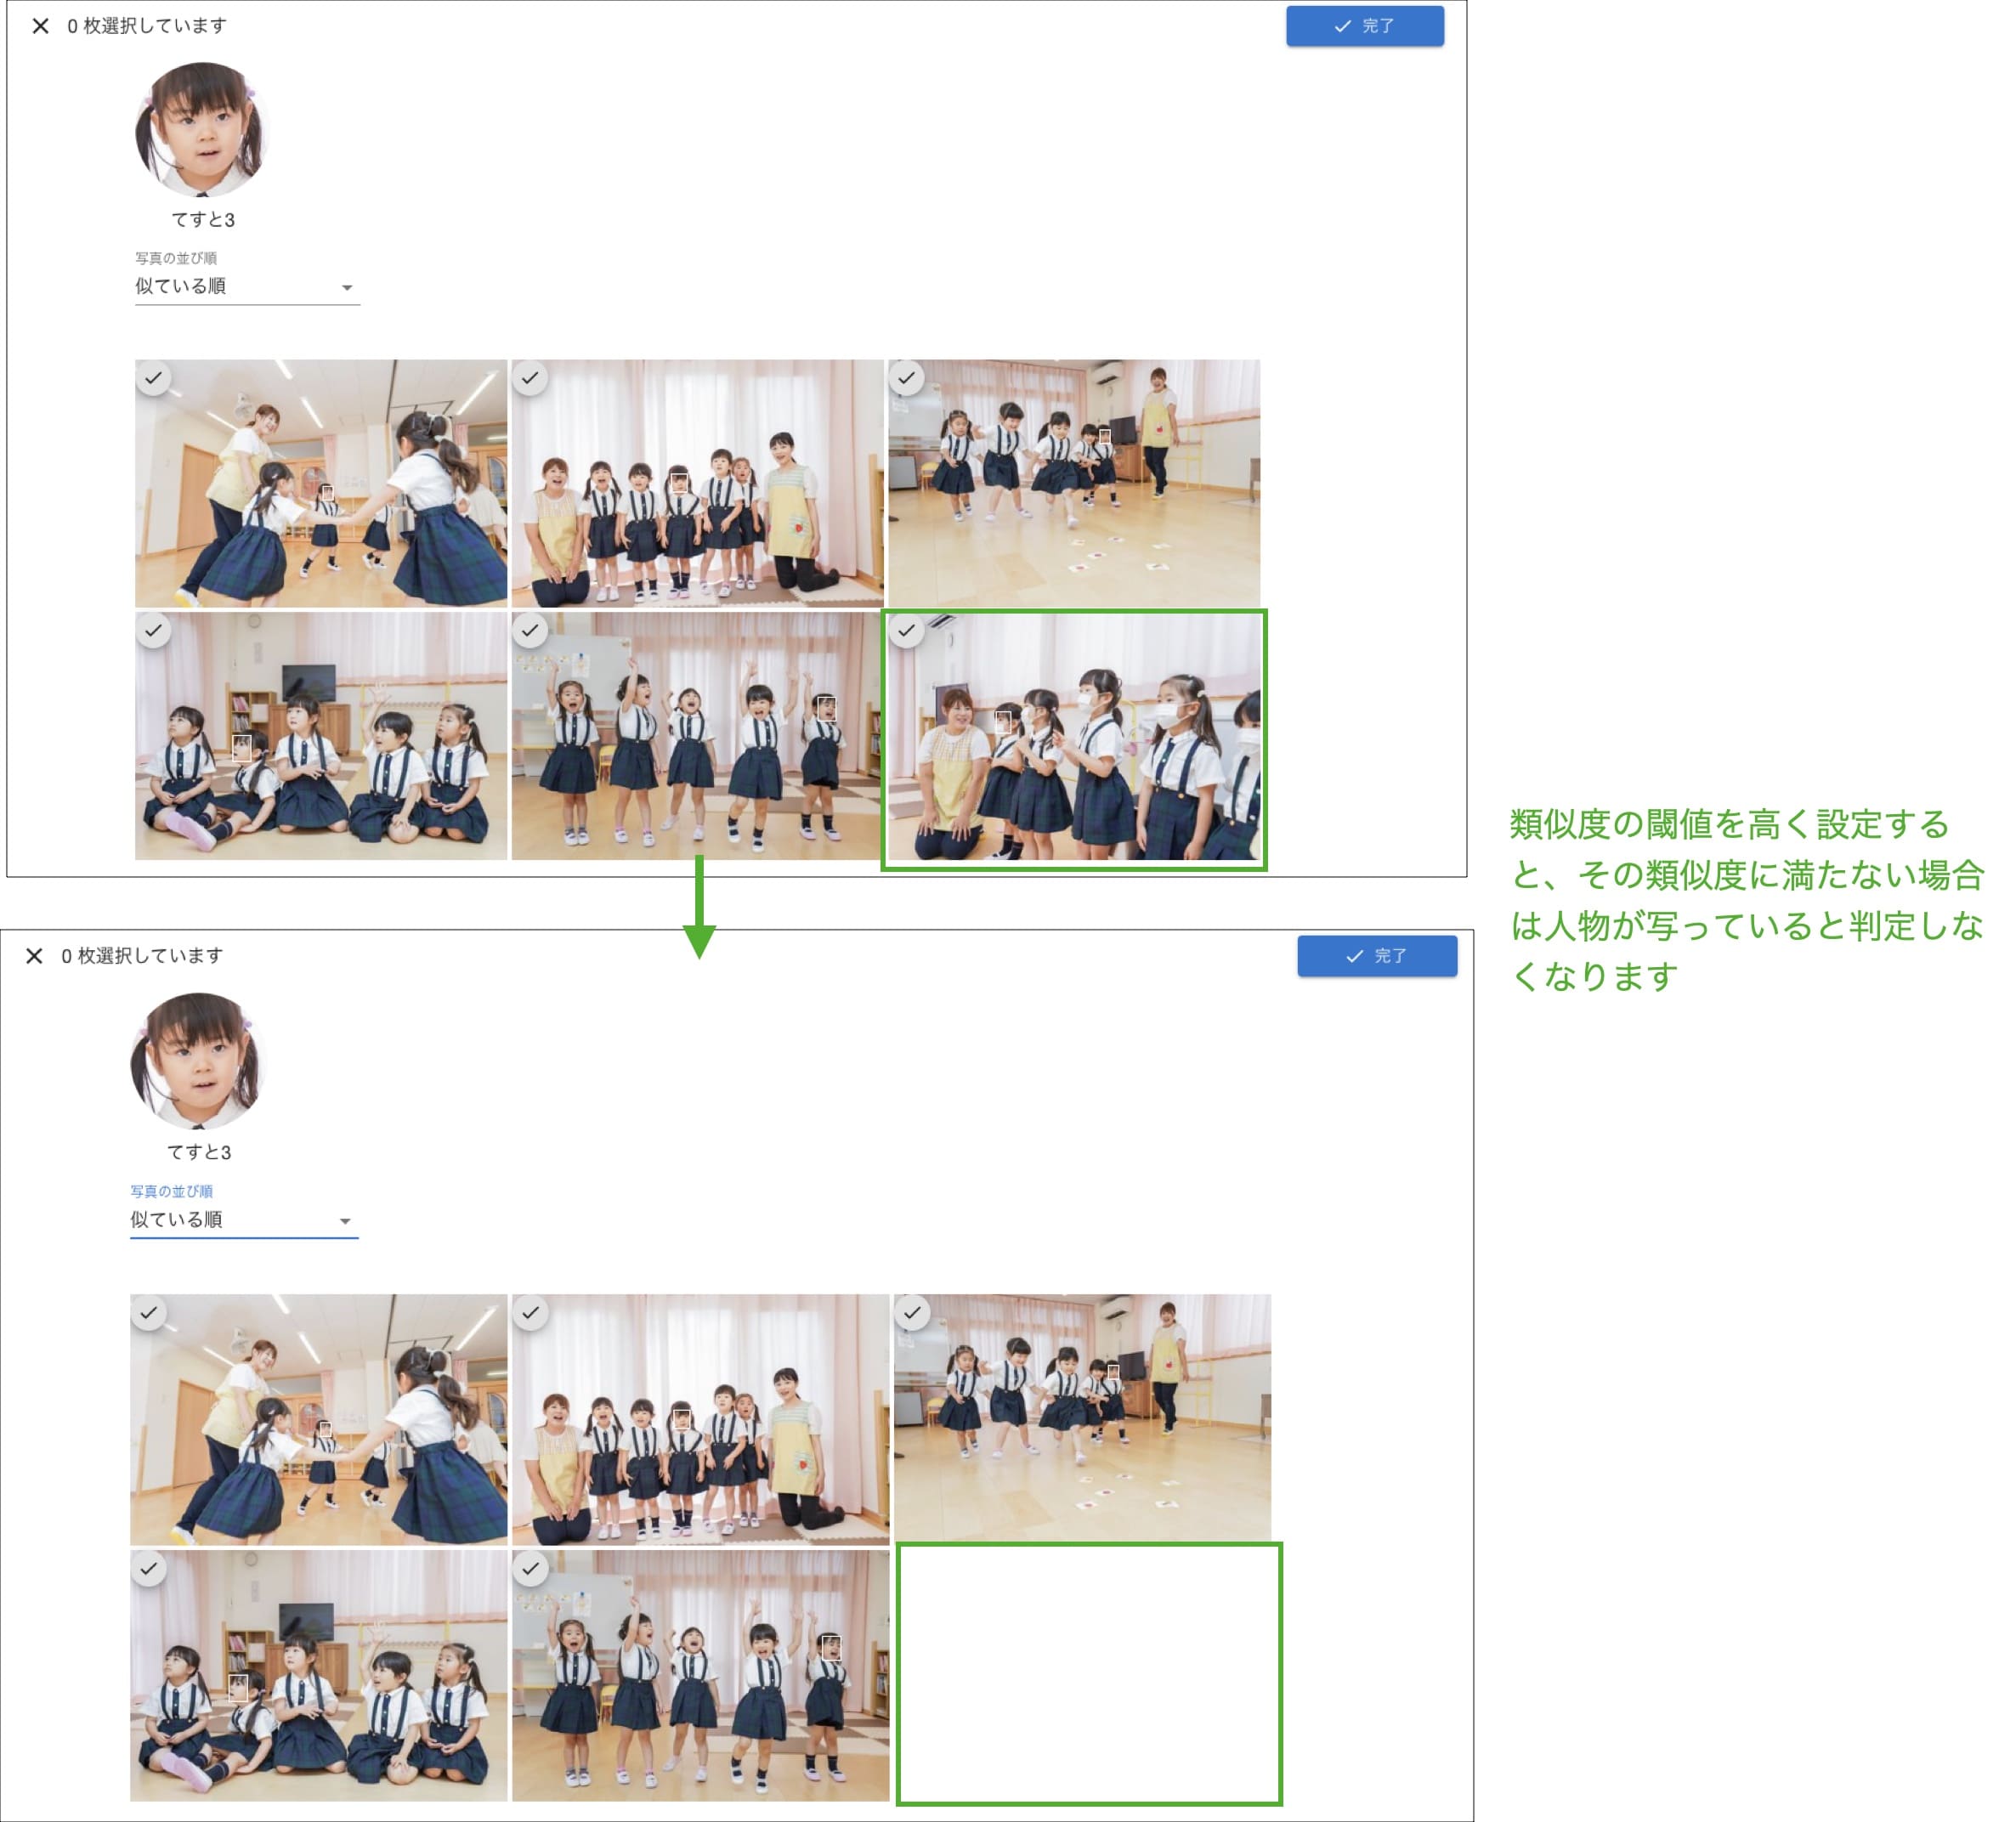 0 枚選択しています
完了
てすと3
写真の並び順
似ている順
類似度の閾値を高く設定する
と、その類似度に満たない場合
は人物が写っていると判定しな
くなります
0 枚選択しています
完了
てすと3
写真の並び順
似ている順